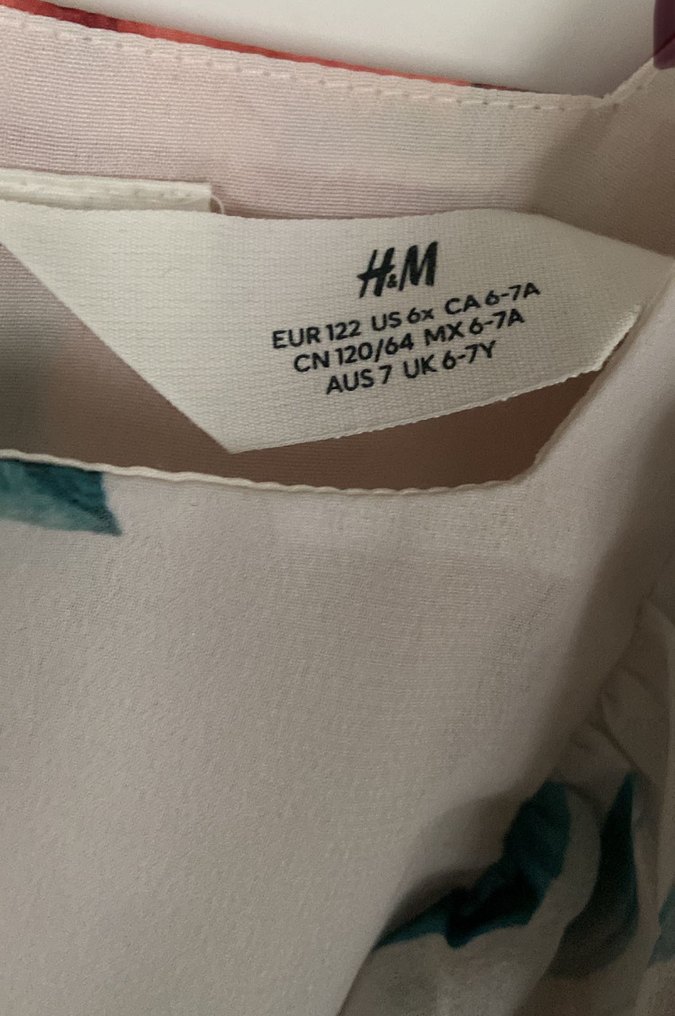 H&M
EUR 122 US 6x CA 6-7A
CN 120/64 MX 6-7A
AUS 7 UK 6-7Y